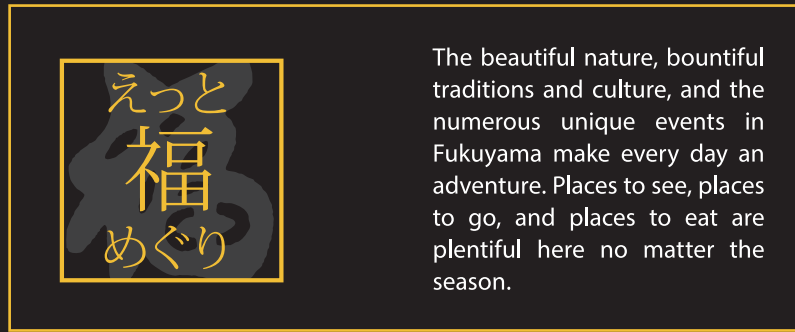 えっと
福
めぐり
The beautiful nature, bountiful
traditions and culture, and the
numerous unique events in
Fukuyama make every day an
adventure. Places to see, places
to go, and places to eat are
plentiful here no matter the
season.